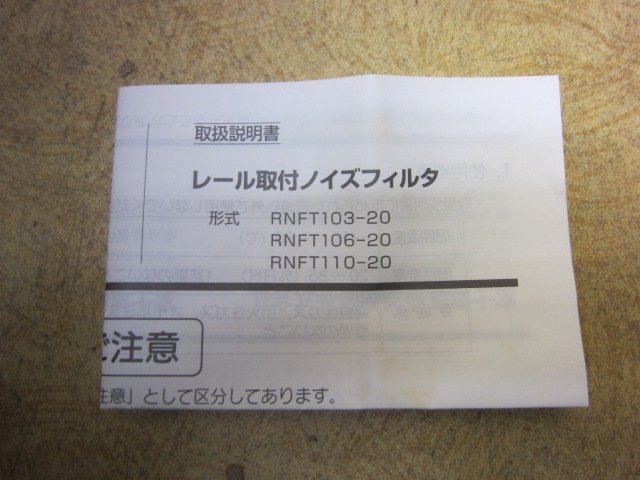 取扱説明書
レール取付ノイズフィルタ
形式 RNFT103-20
RNFT106-20
RNFT110-20
ご注意
注意」として区分してあります。